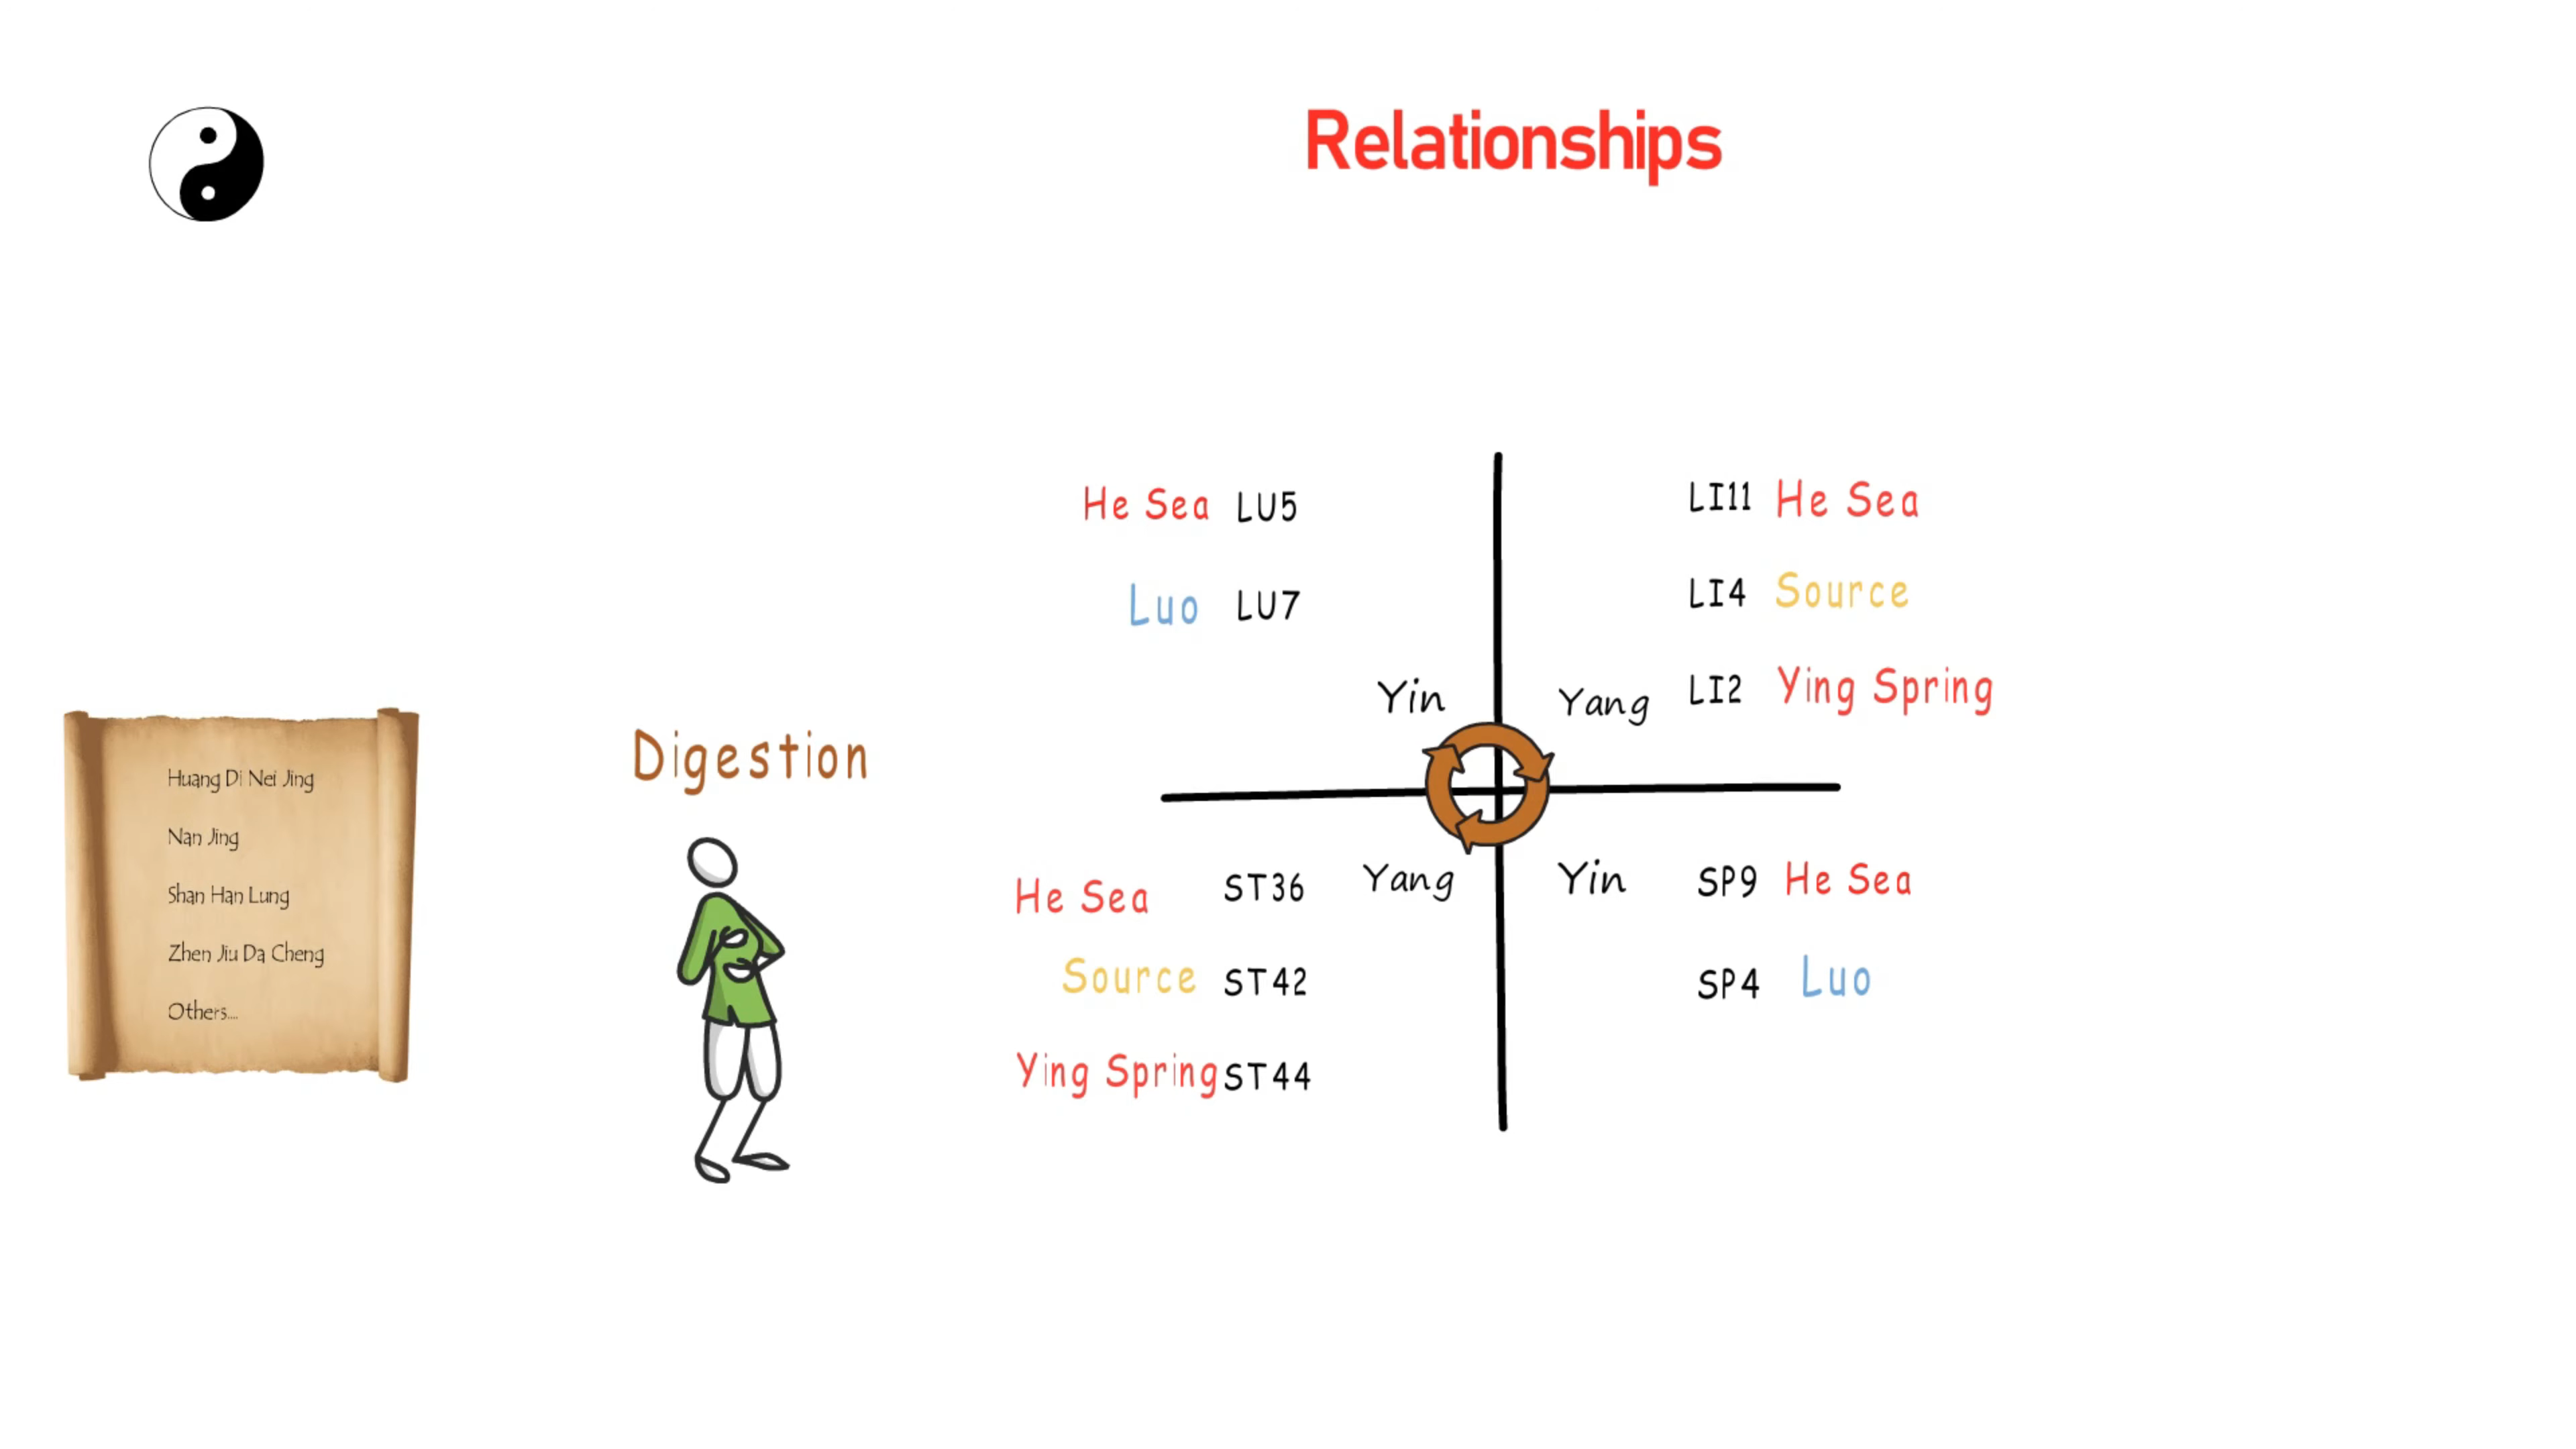 Relationships
He Sea LU5
Luo LU7
Yin
LI11 He Sea
LI4 Source
LI2 Ying Spring
Yang
Huang Di Nei Jing
Nan Jing
Shan Han Lung
Zhen Jiu Da Cheng
Others....
Digestion
He Sea ST36
Source ST42
Ying Spring ST44
Yang
Yin
SP9 He Sea
SP4 Luo